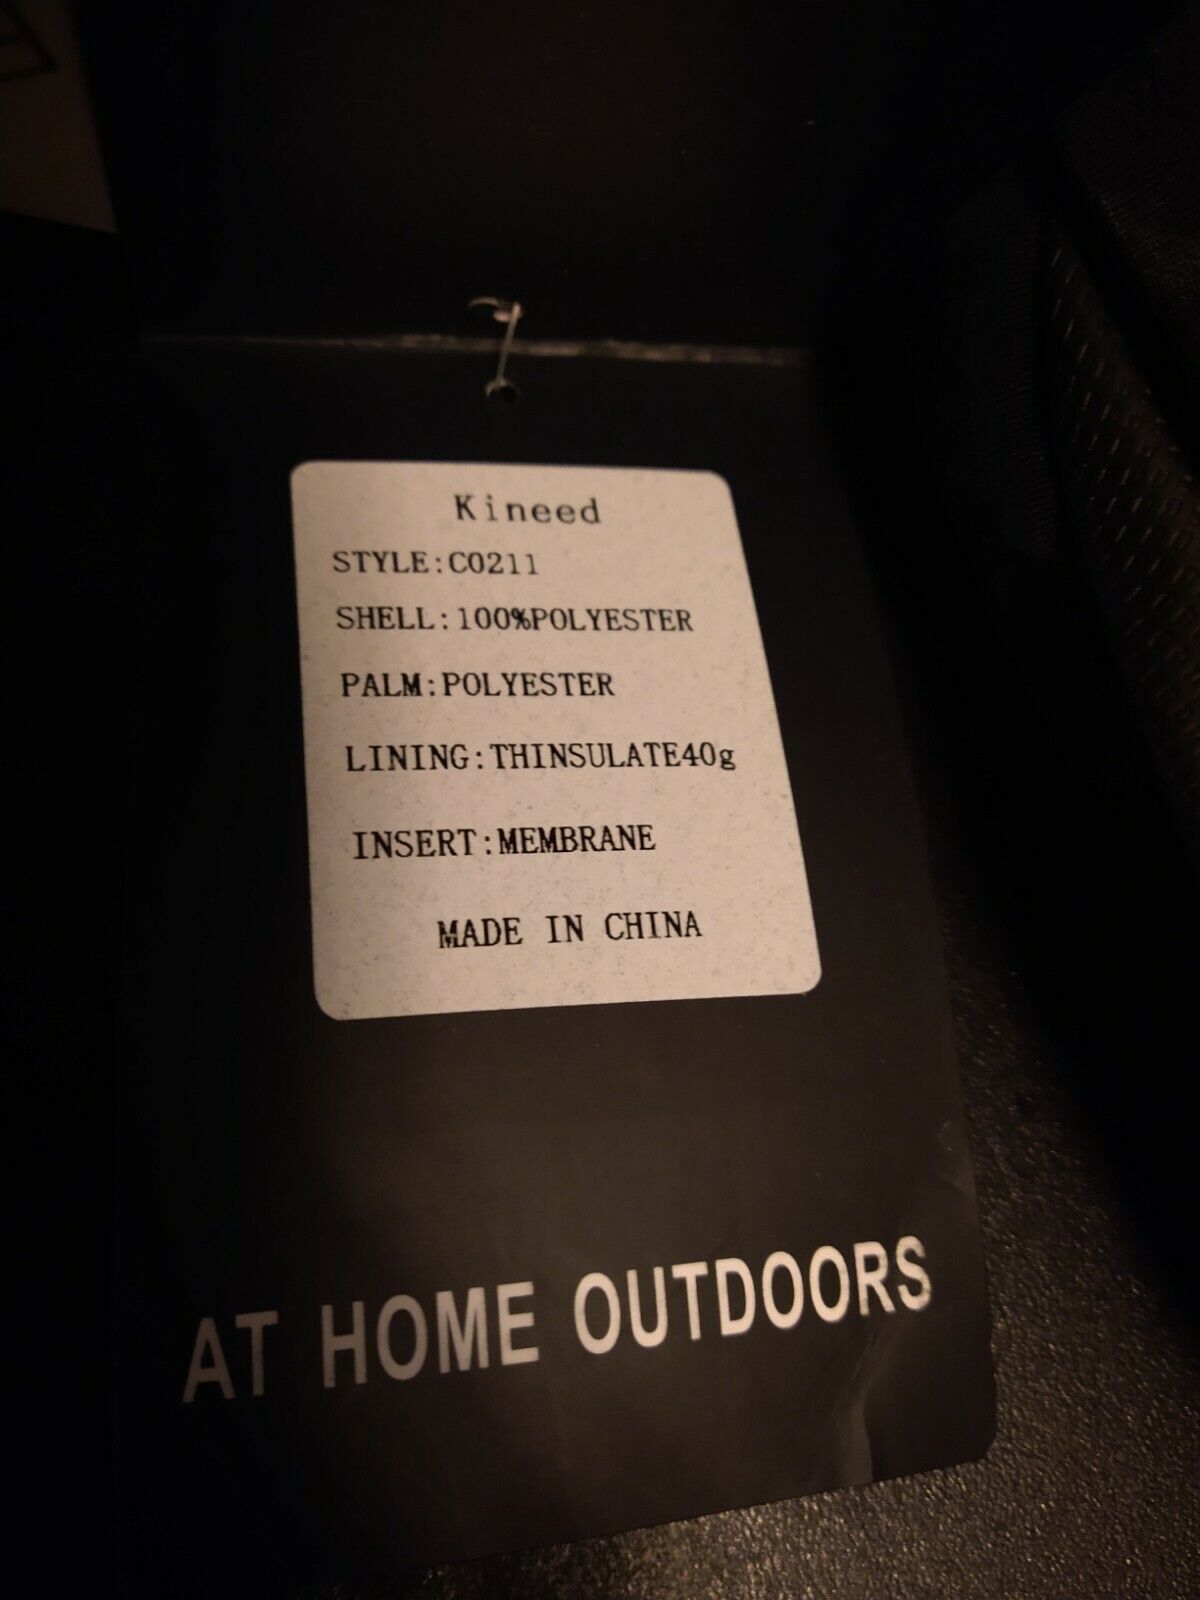 Kineed
STYLE:C0211
SHELL:100%POLYESTER
PALM:POLYESTER
LINING:THINSULATE40g
INSERT:MEMBRANE
MADE IN CHINA
AT HOME OUTDOORS